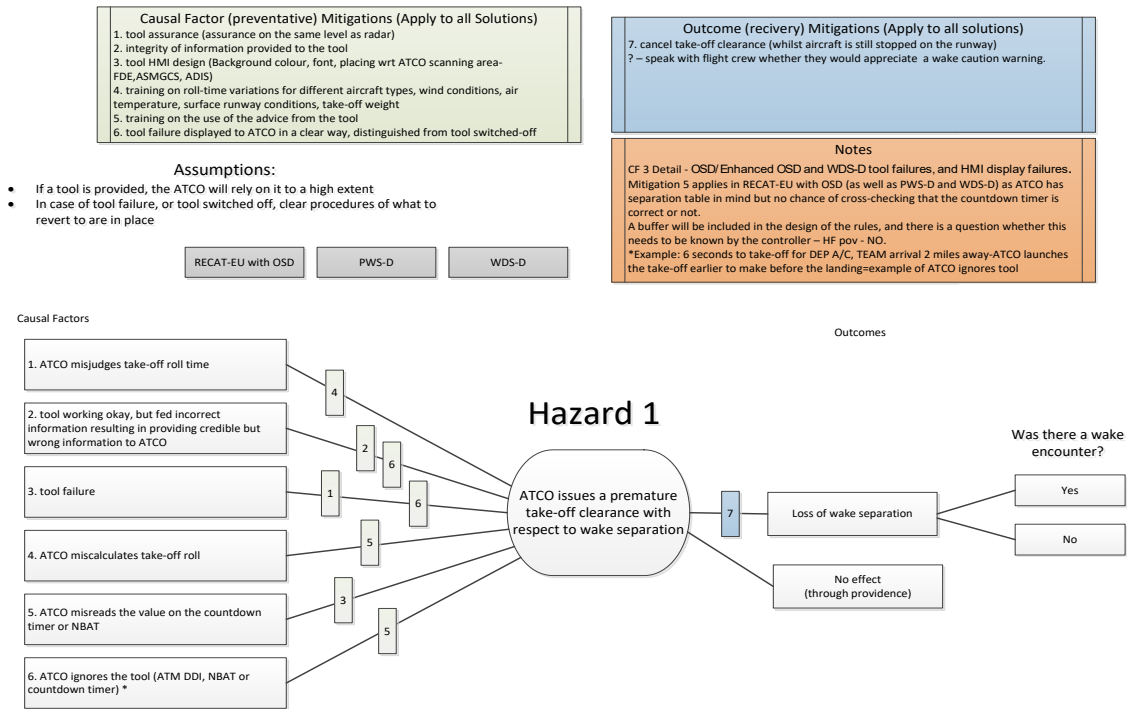 Causal Factor (preventative) Mitigations (Apply to all Solutions)
1. tool assurance (assurance on the same level as radar)
2. integrity of information provided to the tool
3. tool HMI design (Background colour, font, placing wrt ATCO scanning area-
FDE,ASMGCS, ADIS)
4. training on roll-time variations for different aircraft types, wind conditions, air
temperature, surface runway conditions, take-off weight
5. training on the use of the advice from the tool
6. tool failure displayed to ATCO in a clear way, distinguished from tool switched-off
Outcome (recivery) Mitigations (Apply to all solutions)
7. cancel take-off clearance (whilst aircraft is still stopped on the runway)
? – speak with flight crew whether they would appreciate a wake caution warning.
Notes
CF 3 Detail - OSD/Enhanced OSD and WDS-D tool failures, and HMI display failures.
Mitigation 5 applies in RECAT-EU with OSD (as well as PWS-D and WDS-D) as ATCO has
separation table in mind but no chance of cross-checking that the countdown timer is
correct or not.
A buffer will be included in the design of the rules, and there is a question whether this
needs to be known by the controller – HF pov - NO.
*Example: 6 seconds to take-off for DEP A/C, TEAM arrival 2 miles away-ATCO launches
the take-off earlier to make before the landing=example of ATCO ignores tool
Assumptions:
• If a tool is provided, the ATCO will rely on it to a high extent
• In case of tool failure, or tool switched off, clear procedures of what to
revert to are in place
RECAT-EU with OSD
PWS-D
WDS-D
Causal Factors
Outcomes
1. ATCO misjudges take-off roll time
4
2. tool working okay, but fed incorrect
information resulting in providing credible but
wrong information to ATCO
2
6
3. tool failure
1
6
4. ATCO miscalculates take-off roll
5
5. ATCO misreads the value on the countdown
timer or NBAT
3
6. ATCO ignores the tool (ATM DDI, NBAT or
countdown timer) *
5
Hazard 1
ATCO issues a premature
take-off clearance with
respect to wake separation
7
Loss of wake separation
No effect
(through providence)
Was there a wake
encounter?
Yes
No